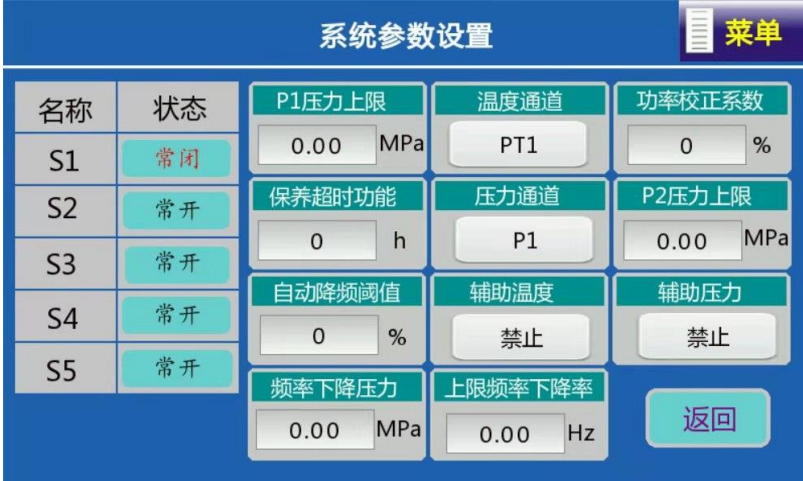 系统参数设置
菜单
名称 状态
S1 常闭
S2 常开
S3 常开
S4 常开
S5 常开
P1压力上限 温度通道 功率校正系数
0.00 MPa PT1 0 %
保养超时功能 压力通道 P2压力上限
0 h P1 0.00 MPa
自动降频阈值 辅助温度 辅助压力
0 % 禁止 禁止
频率下降压力 上限频率下降率
0.00 MPa 0.00 Hz
返回